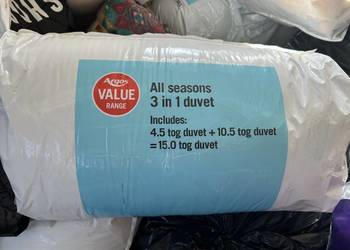 Argos
VALUE
RANGE
All seasons
3 in 1 duvet
Includes:
4.5 tog duvet + 10.5 tog duvet
= 15.0 tog duvet